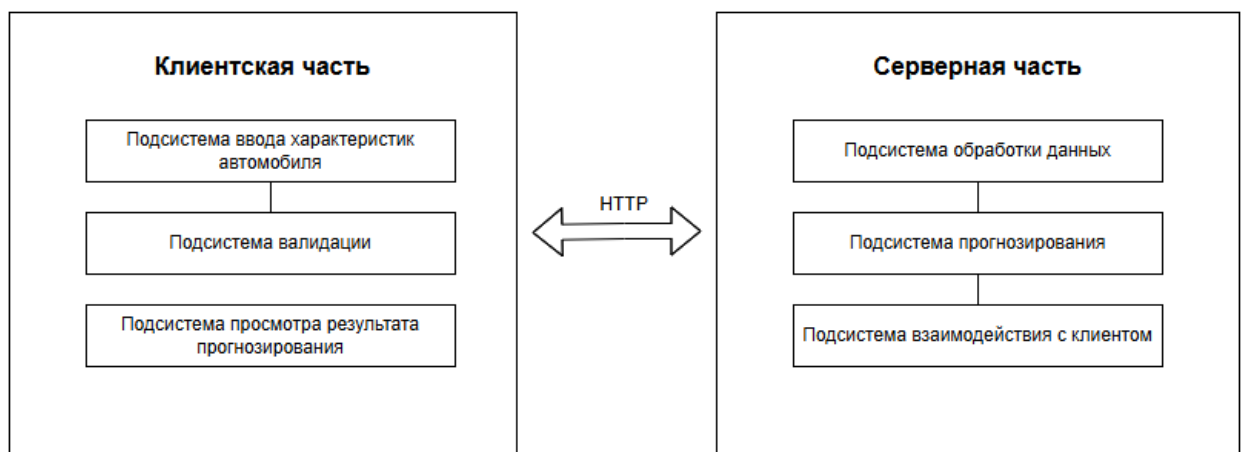 Клиентская часть
Подсистема ввода характеристик
автомобиля
Подсистема валидации
Подсистема просмотра результата
прогнозирования
HTTP
Серверная часть
Подсистема обработки данных
Подсистема прогнозирования
Подсистема взаимодействия с клиентом